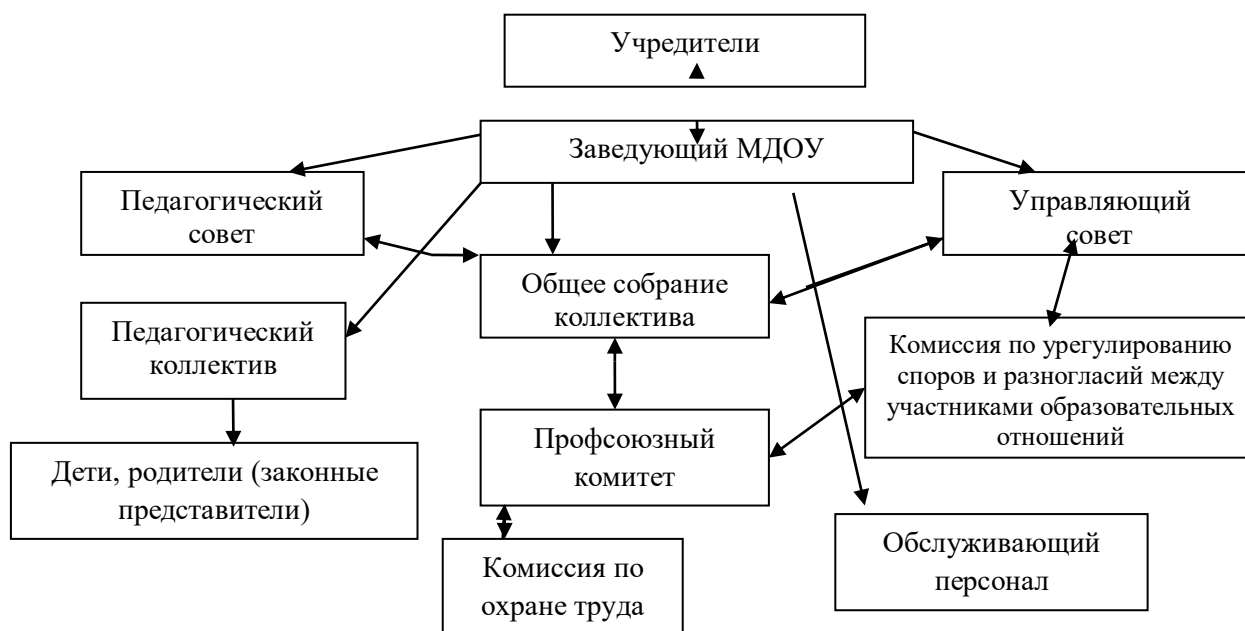 Учредители
Заведующий МДОУ
Педагогический
совет
Управляющий
совет
Общее собрание
коллектива
Педагогический
коллектив
Комиссия по урегулированию
споров и разногласий между
участниками образовательных
отношений
Профсоюзный
комитет
Дети, родители (законные
представители)
Обслуживающий
персонал
Комиссия по
охране труда